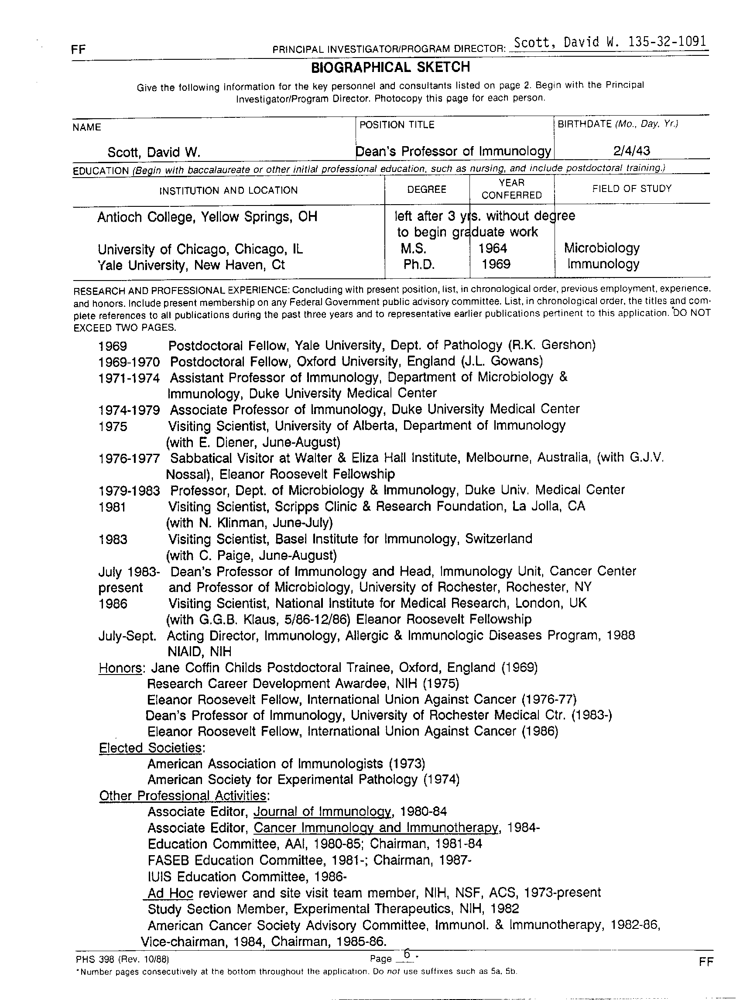 FF PRINCIPAL INVESTIGATOR/PROGRAM DIRECTOR: Scott, David W. 135-32-1091
BIOGRAPHICAL SKETCH
Give the following information for the key personnel and consultants listed on page 2. Begin with the Principal
Investigator/Program Director. Photocopy this page for each person.
NAME POSITION TITLE BIRTHDATE (Mo., Day, Yr.)
Scott, David W. Dean's Professor of Immunology 2/4/43
EDUCATION (Begin with baccalaureate or other initial professional education, such as nursing, and include postdoctoral training.)
INSTITUTION AND LOCATION DEGREE YEAR CONFERRED FIELD OF STUDY
Antioch College, Yellow Springs, OH left after 3 yrs. without degree
to begin graduate work
University of Chicago, Chicago, IL M.S. 1964 Microbiology
Yale University, New Haven, Ct Ph.D. 1969 Immunology
RESEARCH AND PROFESSIONAL EXPERIENCE: Concluding with present position, list, in chronological order, previous employment, experience,
and honors. Include present membership on any Federal Government public advisory committee. List, in chronological order, the titles and com-
plete references to all publications during the past three years and to representative earlier publications pertinent to this application. DO NOT
EXCEED TWO PAGES.
1969 Postdoctoral Fellow, Yale University, Dept. of Pathology (R.K. Gershon)
1969-1970 Postdoctoral Fellow, Oxford University, England (J.L. Gowans)
1971-1974 Assistant Professor of Immunology, Department of Microbiology &
Immunology, Duke University Medical Center
1974-1979 Associate Professor of Immunology, Duke University Medical Center
1975 Visiting Scientist, University of Alberta, Department of Immunology
(with E. Diener, June-August)
1976-1977 Sabbatical Visitor at Walter & Eliza Hall Institute, Melbourne, Australia, (with G.J.V.
Nossal), Eleanor Roosevelt Fellowship
1979-1983 Professor, Dept. of Microbiology & Immunology, Duke Univ. Medical Center
1981 Visiting Scientist, Scripps Clinic & Research Foundation, La Jolla, CA
(with N. Klinman, June-July)
1983 Visiting Scientist, Basel Institute for Immunology, Switzerland
(with C. Paige, June-August)
July 1983- Dean's Professor of Immunology and Head, Immunology Unit, Cancer Center
present and Professor of Microbiology, University of Rochester, Rochester, NY
1986 Visiting Scientist, National Institute for Medical Research, London, UK
(with G.G.B. Klaus, 5/86-12/86) Eleanor Roosevelt Fellowship
July-Sept. Acting Director, Immunology, Allergic & Immunologic Diseases Program, 1988
NIAID, NIH
Honors: Jane Coffin Childs Postdoctoral Trainee, Oxford, England (1969)
Research Career Development Awardee, NIH (1975)
Eleanor Roosevelt Fellow, International Union Against Cancer (1976-77)
Dean's Professor of Immunology, University of Rochester Medical Ctr. (1983-)
Eleanor Roosevelt Fellow, International Union Against Cancer (1986)
Elected Societies:
American Association of Immunologists (1973)
American Society for Experimental Pathology (1974)
Other Professional Activities:
Associate Editor, Journal of Immunology, 1980-84
Associate Editor, Cancer Immunology and Immunotherapy, 1984-
Education Committee, AAI, 1980-85; Chairman, 1981-84
FASEB Education Committee, 1981-; Chairman, 1987-
IUIS Education Committee, 1986-
Ad Hoc reviewer and site visit team member, NIH, NSF, ACS, 1973-present
Study Section Member, Experimental Therapeutics, NIH, 1982
American Cancer Society Advisory Committee, Immunol. & Immunotherapy, 1982-86,
Vice-chairman, 1984, Chairman, 1985-86.
PHS 398 (Rev. 10/88) Page 6 · FF
*Number pages consecutively at the bottom throughout the application. Do not use suffixes such as 5a, 5b.